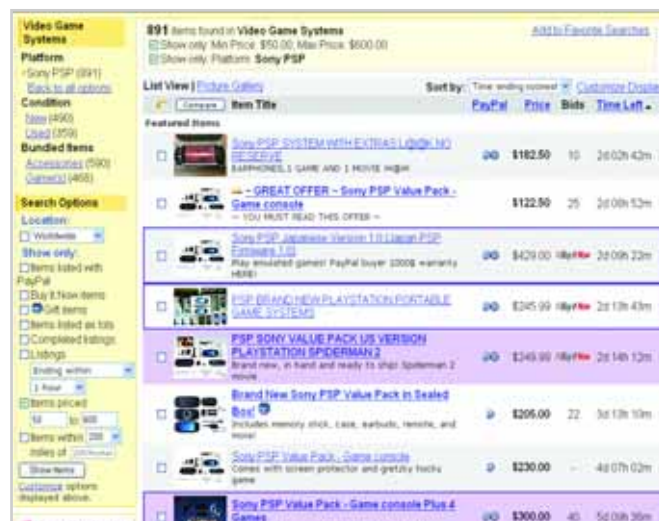 Video Game
Systems
Platform
Sony PSP (891)
Back to all options
Condition
New (490)
Used (359)
Bundled Items
Accessories (590)
Game(s) (468)
Search Options
Location:
Worldwide
Show only:
Items listed with
PayPal
Buy It Now items
Gift items
Items listed as lots
Completed listings
Listings
Ending within
1 hour
Items priced
50 to 600
Items within 200
miles of
Show Items
Customize options
displayed above.
891 items found in Video Game Systems
Show only: Min Price: $50.00, Max Price: $600.00
Show only: Platform: Sony PSP
Add to Favorite Searches
List View | Picture Gallery
Sort by: Time: ending soonest Customize Display
Compare Item Title PayPal Price Bids Time Left
Featured Items
Sony PSP SYSTEM WITH EXTRAS L@@K NO
RESERVE
EARPHONES,1 GAME AND 1 MOVIE
$182.50 10 2d 02h 42m
~ GREAT OFFER ~ Sony PSP Value Pack -
Game console
~ YOU MUST READ THIS OFFER ~
$122.50 25 2d 08h 52m
Sony PSP Japanese Version 1.0 (Japan PSP
Firmware 1.0)
Play emulated games! PayPal buyer 1000$ warranty
HERE!
$429.00 Buy It Now 2d 09h 22m
PSP BRAND NEW PLAYSTATION PORTABLE
GAME SYSTEMS
$245.99 Buy It Now 2d 13h 43m
PSP SONY VALUE PACK US VERSION
PLAYSTATION SPIDERMAN 2
Brand new, in hand and ready to ship! Spiderman 2
movie
$249.99 Buy It Now 2d 14h 12m
Brand New Sony PSP Value Pack in Sealed
Box!
Includes memory stick, case, earbuds, remote, and
more!
$205.00 22 3d 13h 10m
Sony PSP Value Pack - Game console
Comes with screen protector and gretzky hocky
game
$230.00 - 4d 07h 02m
Sony PSP Value Pack - Game console Plus 4
Games
$300.00 40 5d 09h 36m